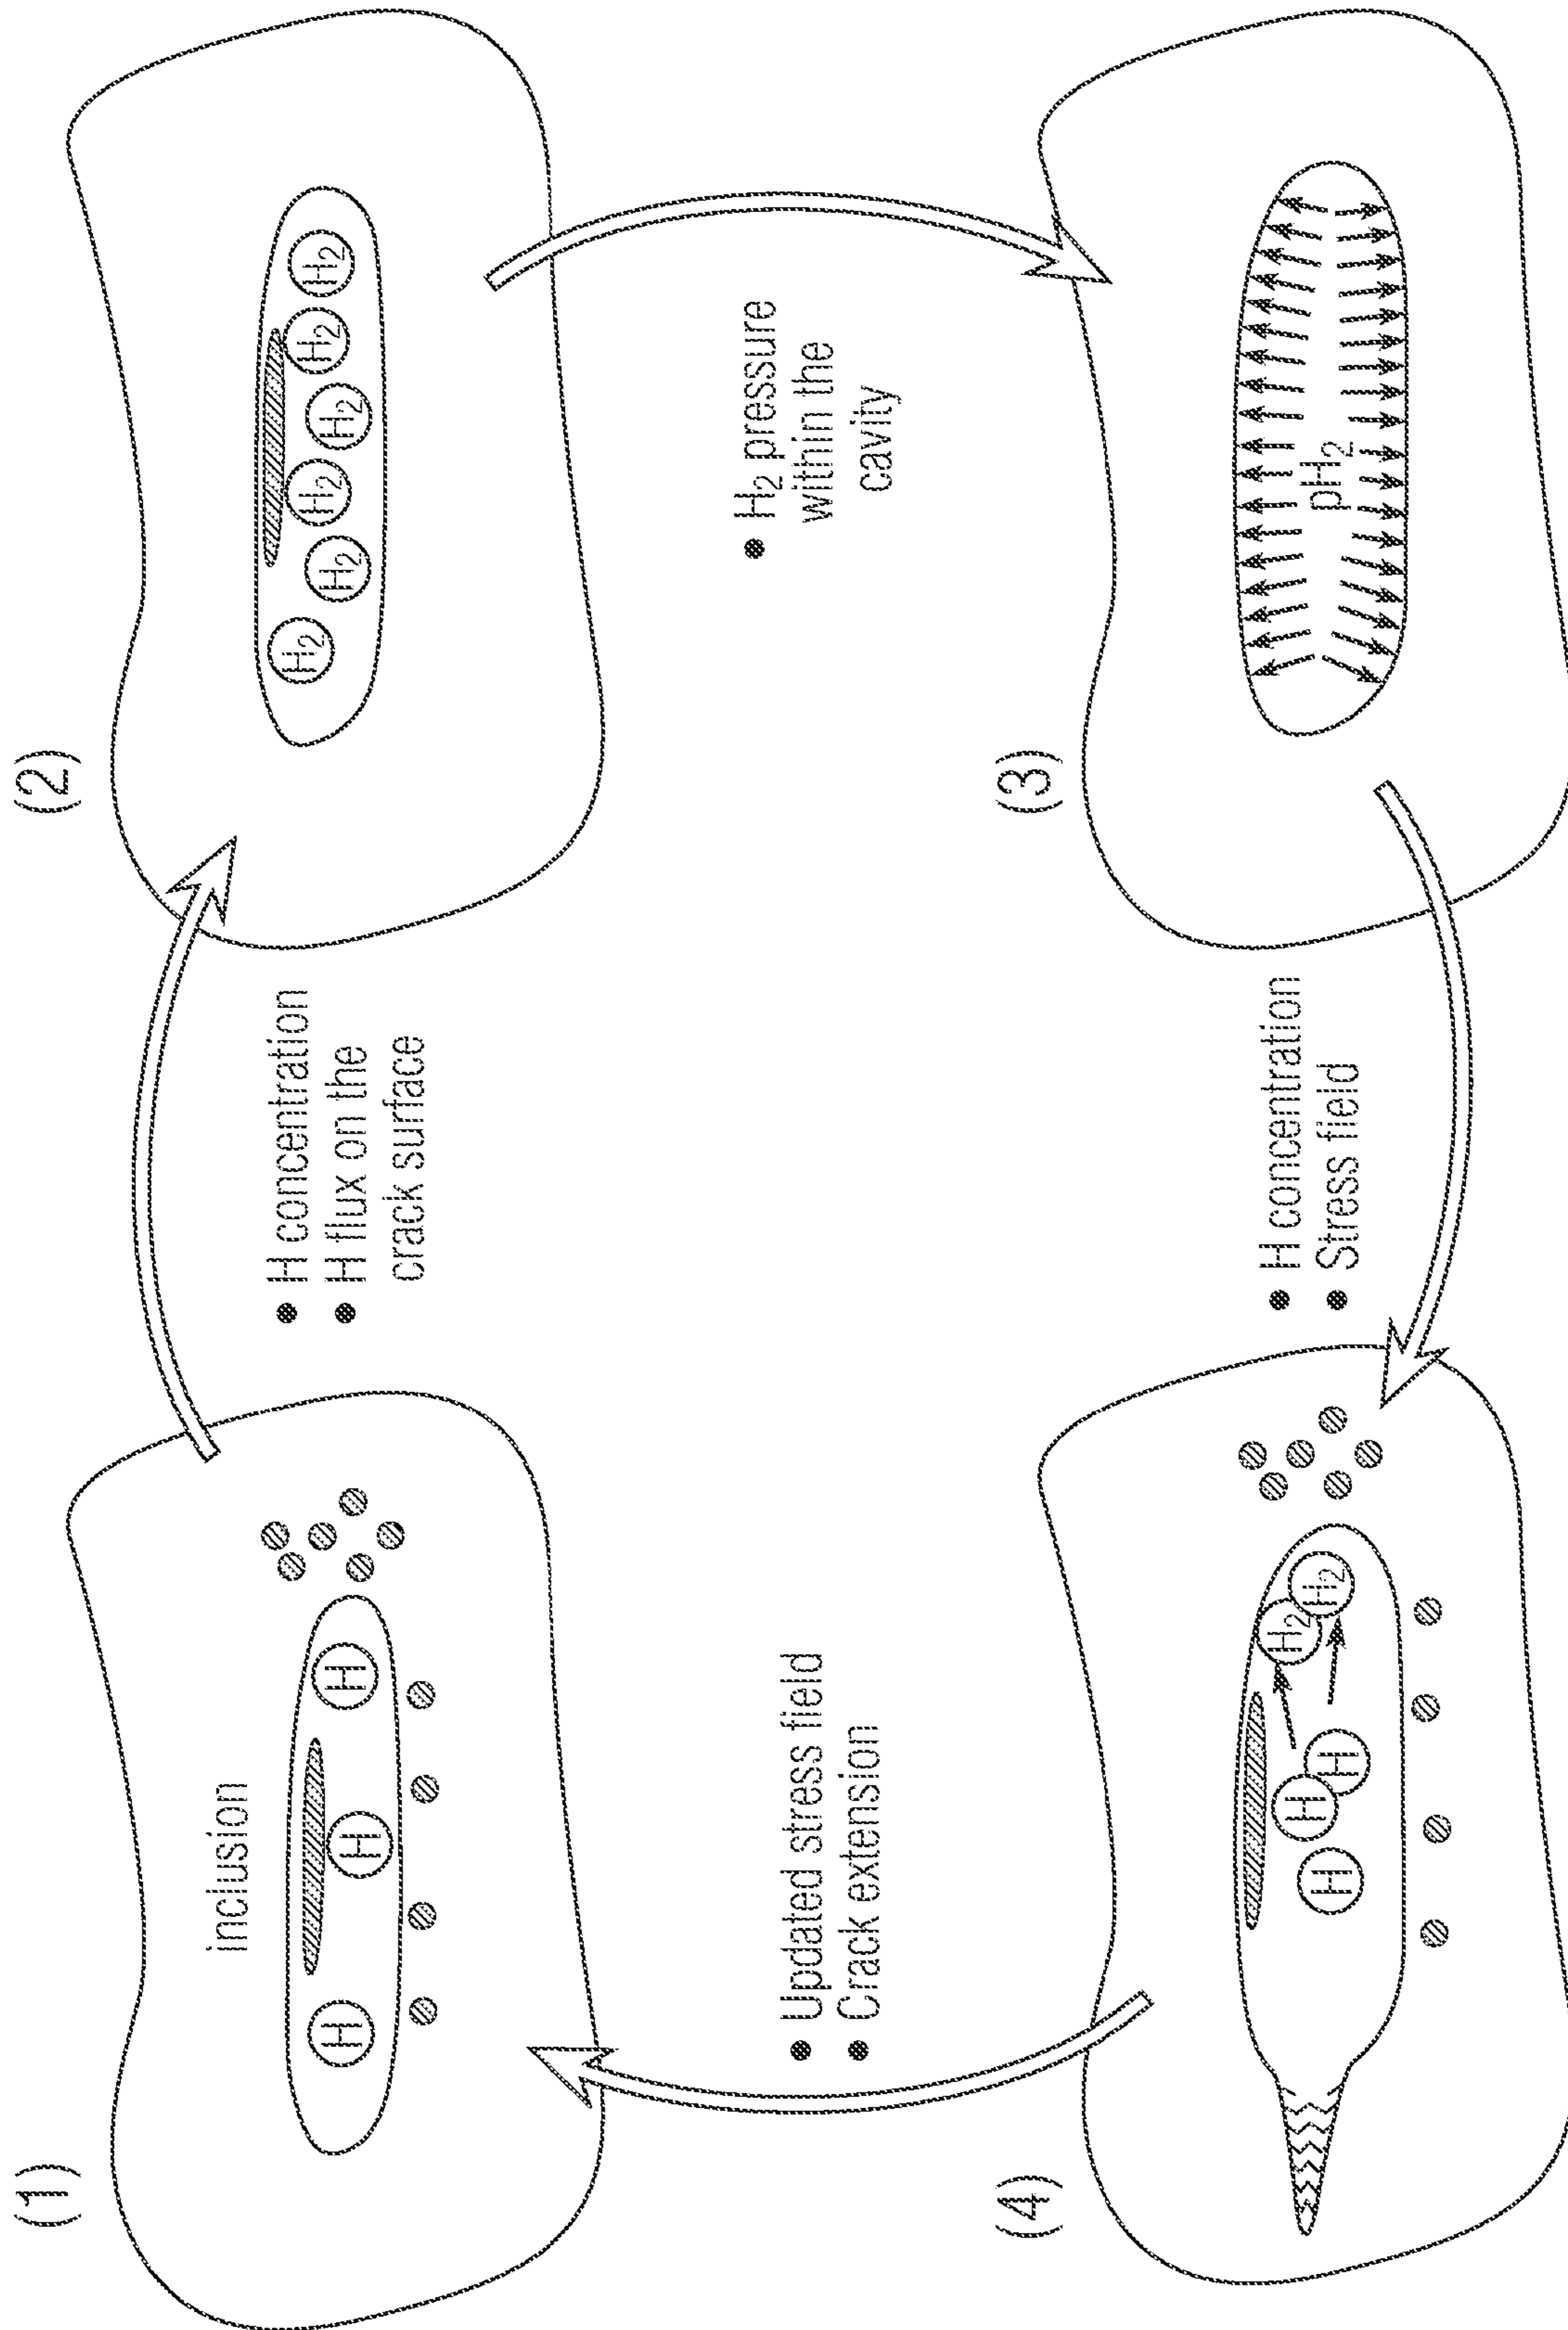 (1)
inclusion
H
H
H
• H concentration
• H flux on the
crack surface
(2)
H₂
H₂
H₂
H₂
H₂
H₂
• H₂ pressure
within the
cavity
(3)
pH₂
• H concentration
• Stress field
(4)
H
H
H
H₂
H₂
• Updated stress field
• Crack extension